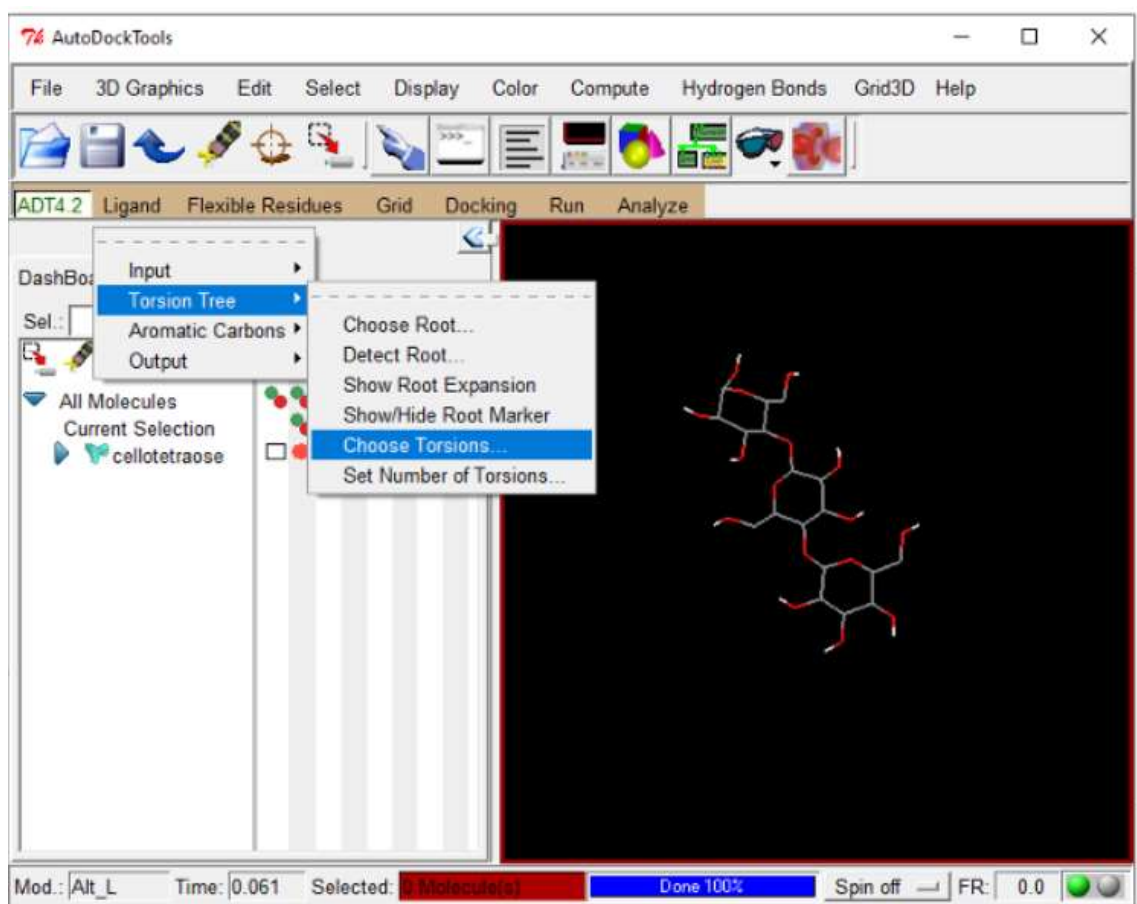 AutoDockTools
File 3D Graphics Edit Select Display Color Compute Hydrogen Bonds Grid3D Help
>>>_
ADT4.2 Ligand Flexible Residues Grid Docking Run Analyze
DashBoa
Sel.:
Input
Torsion Tree
Aromatic Carbons
Output
Choose Root...
Detect Root...
Show Root Expansion
Show/Hide Root Marker
Choose Torsions...
Set Number of Torsions...
All Molecules
Current Selection
cellotetraose
Mod.: Alt_L Time: 0.061 Selected: 0 Molecule(s) Done 100% Spin off FR: 0.0